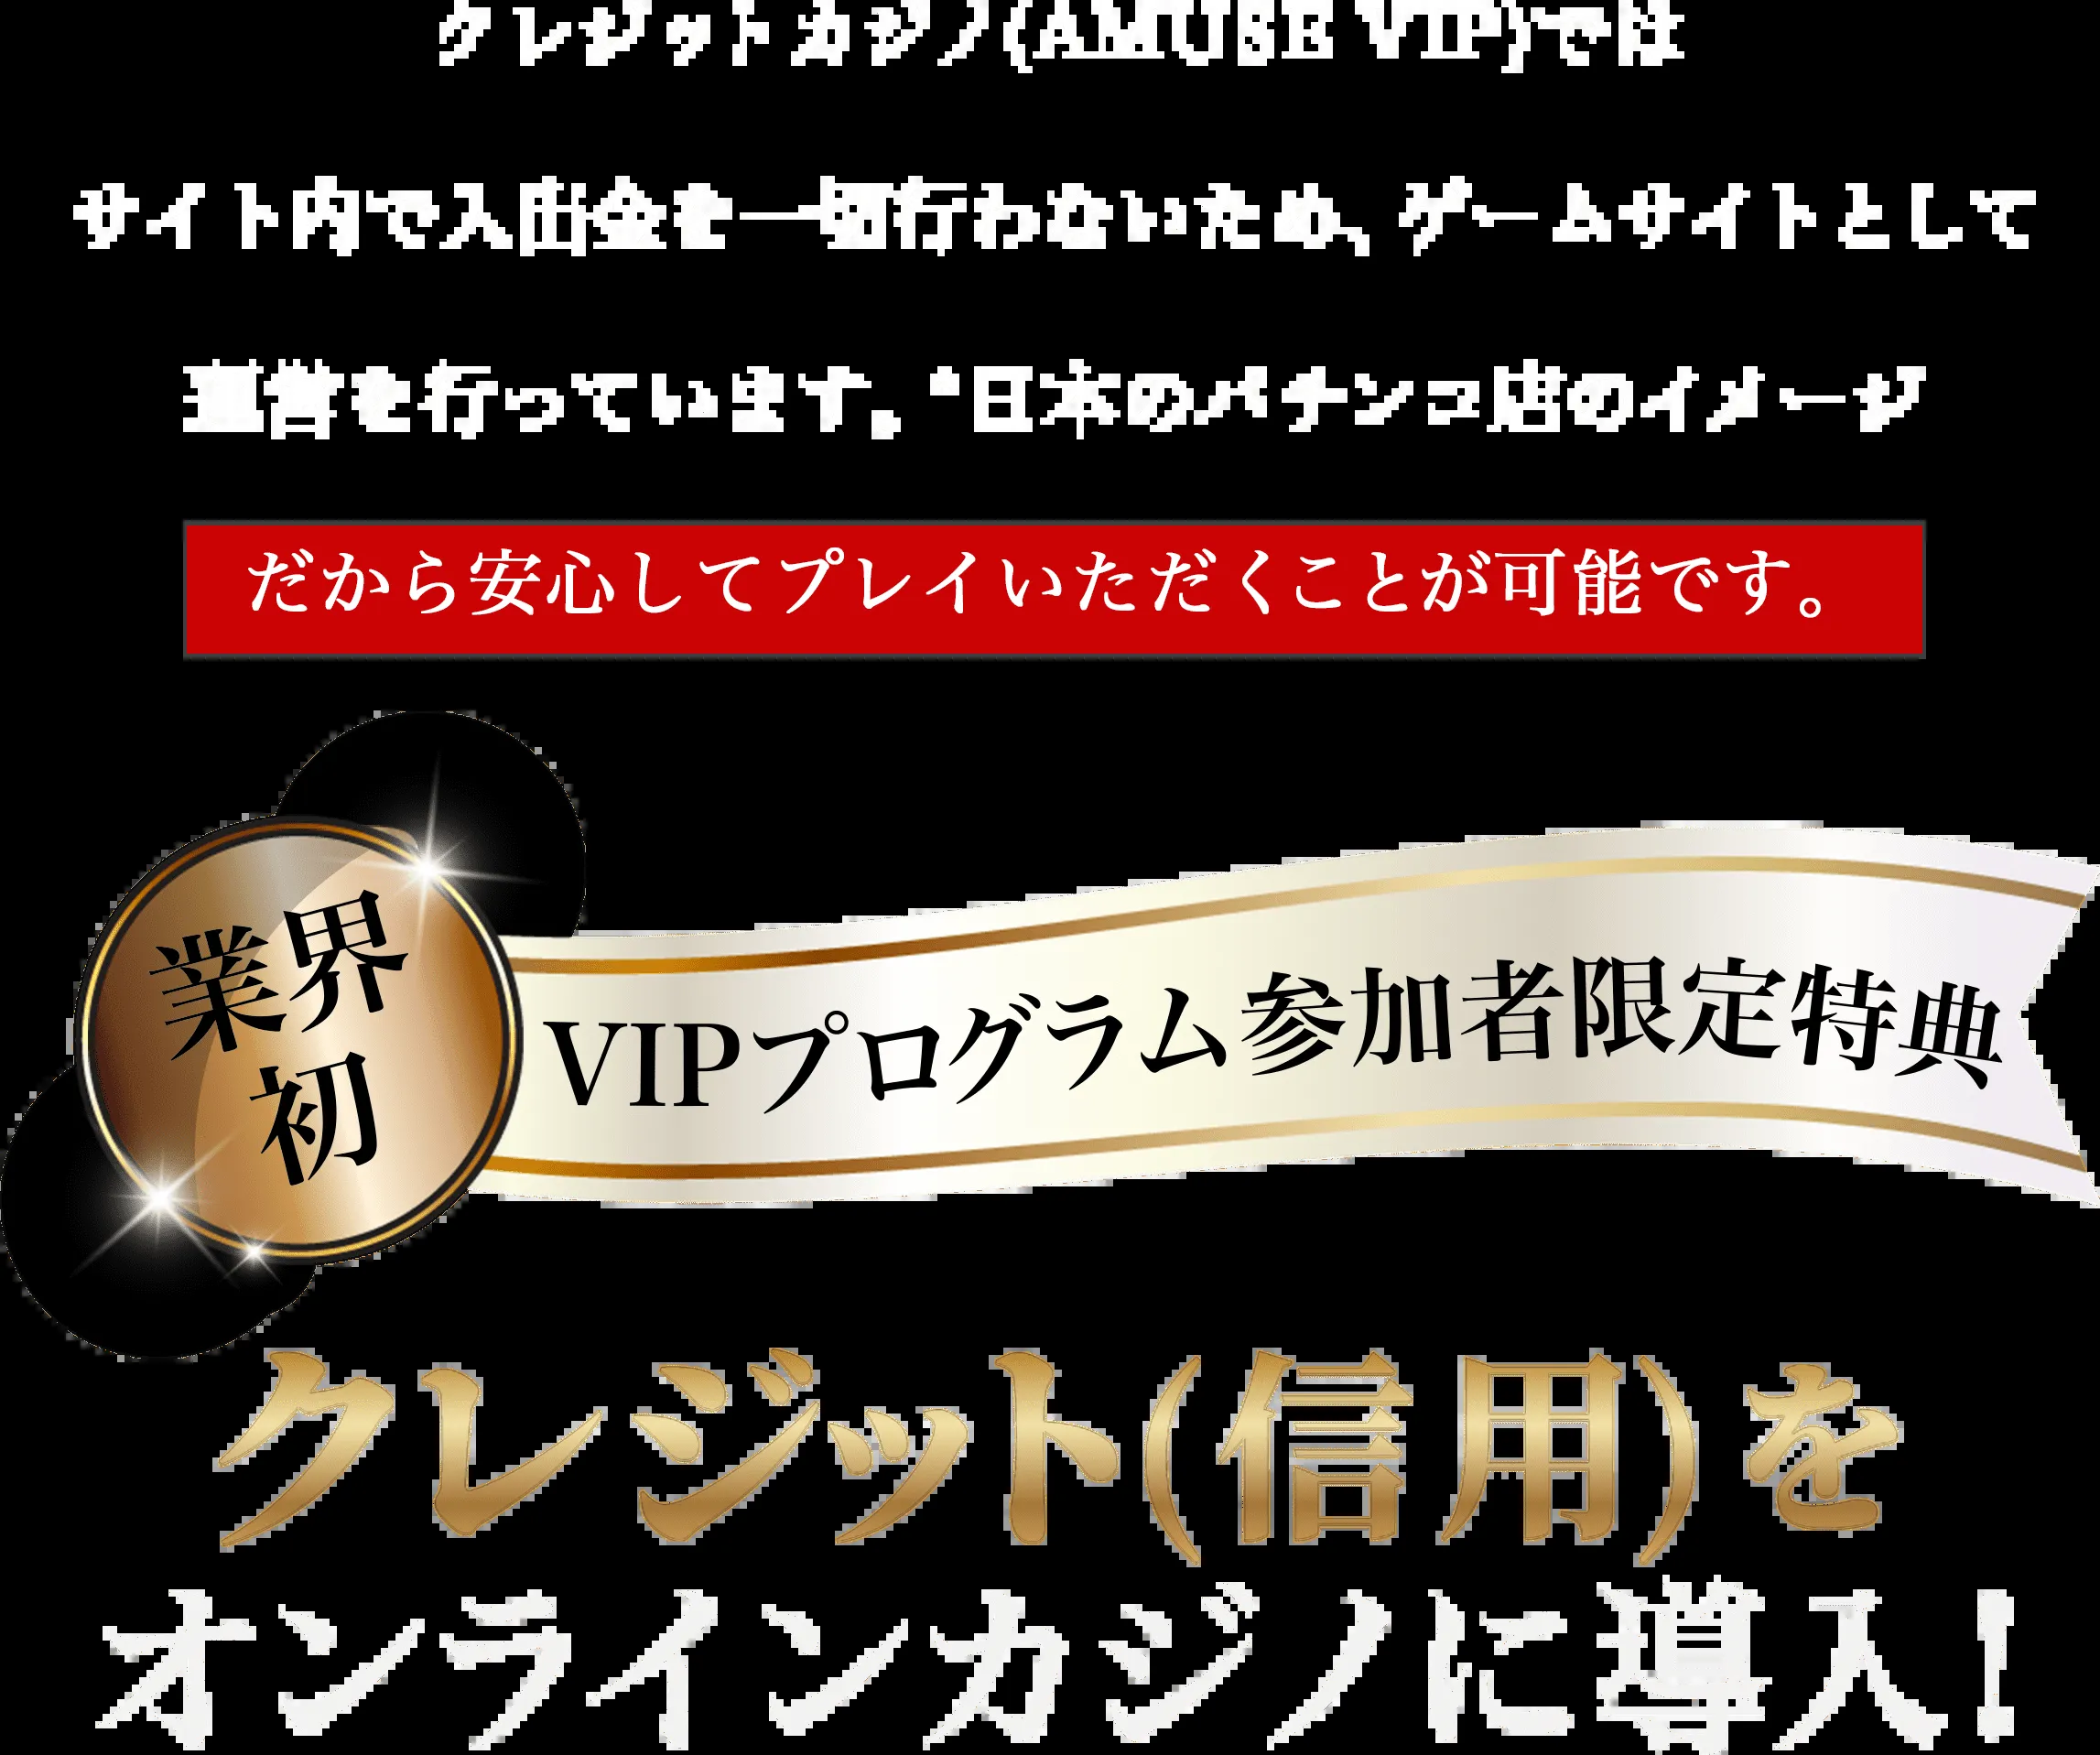 クレジットカジノ(AMUSE VIP)では
サイト内で入出金を一切行わないため、ゲームサイトとして
運営を行っています。*日本のパチンコ店のイメージ
だから安心してプレイいただくことが可能です。
業界
初
VIPプログラム参加者限定特典
クレジット(信用)を
オンラインカジノに導入!